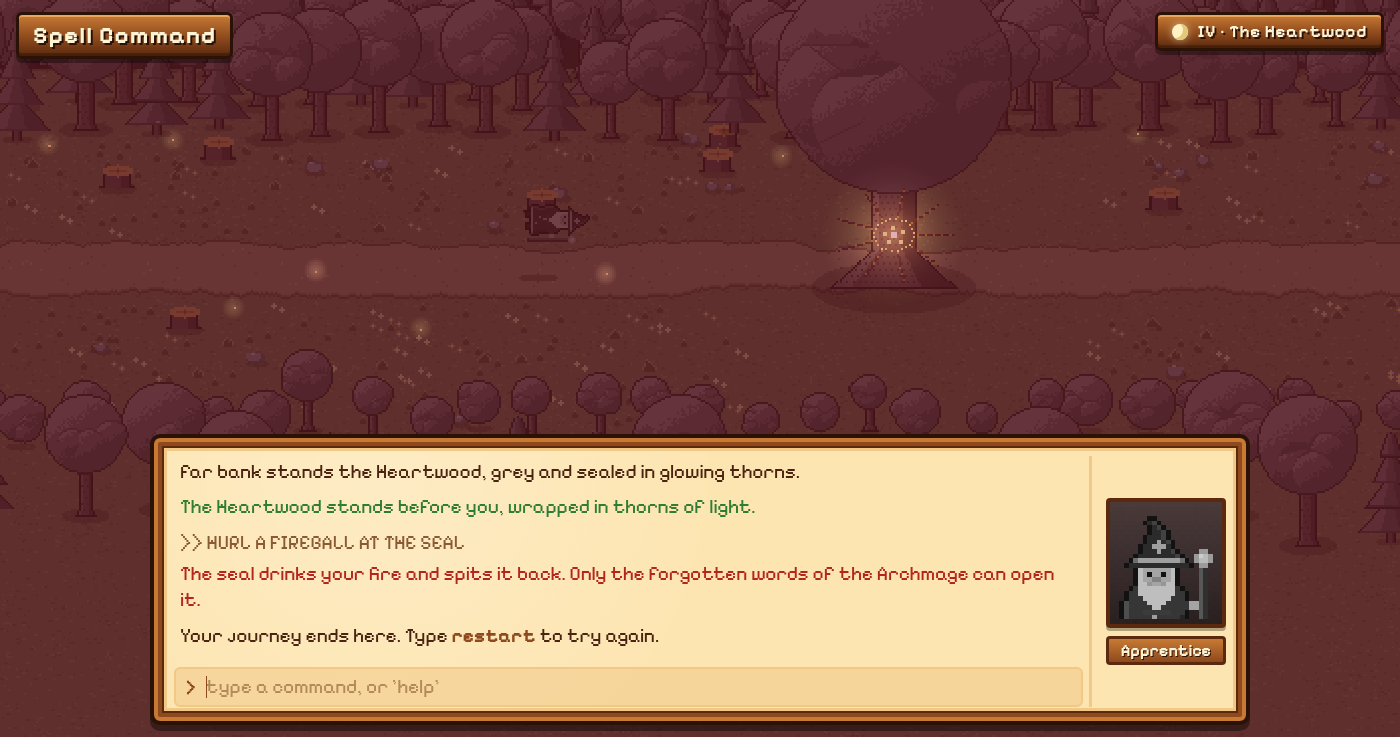 Spell Command
IV · The Heartwood
far bank stands the Heartwood, grey and sealed in glowing thorns.
The Heartwood stands before you, wrapped in thorns of light.
>> HURL A FIREBALL AT THE SEAL
The seal drinks your fire and spits it back. Only the forgotten words of the Archmage can open
it.
Your journey ends here. Type restart to try again.
> type a command, or 'help'
Apprentice